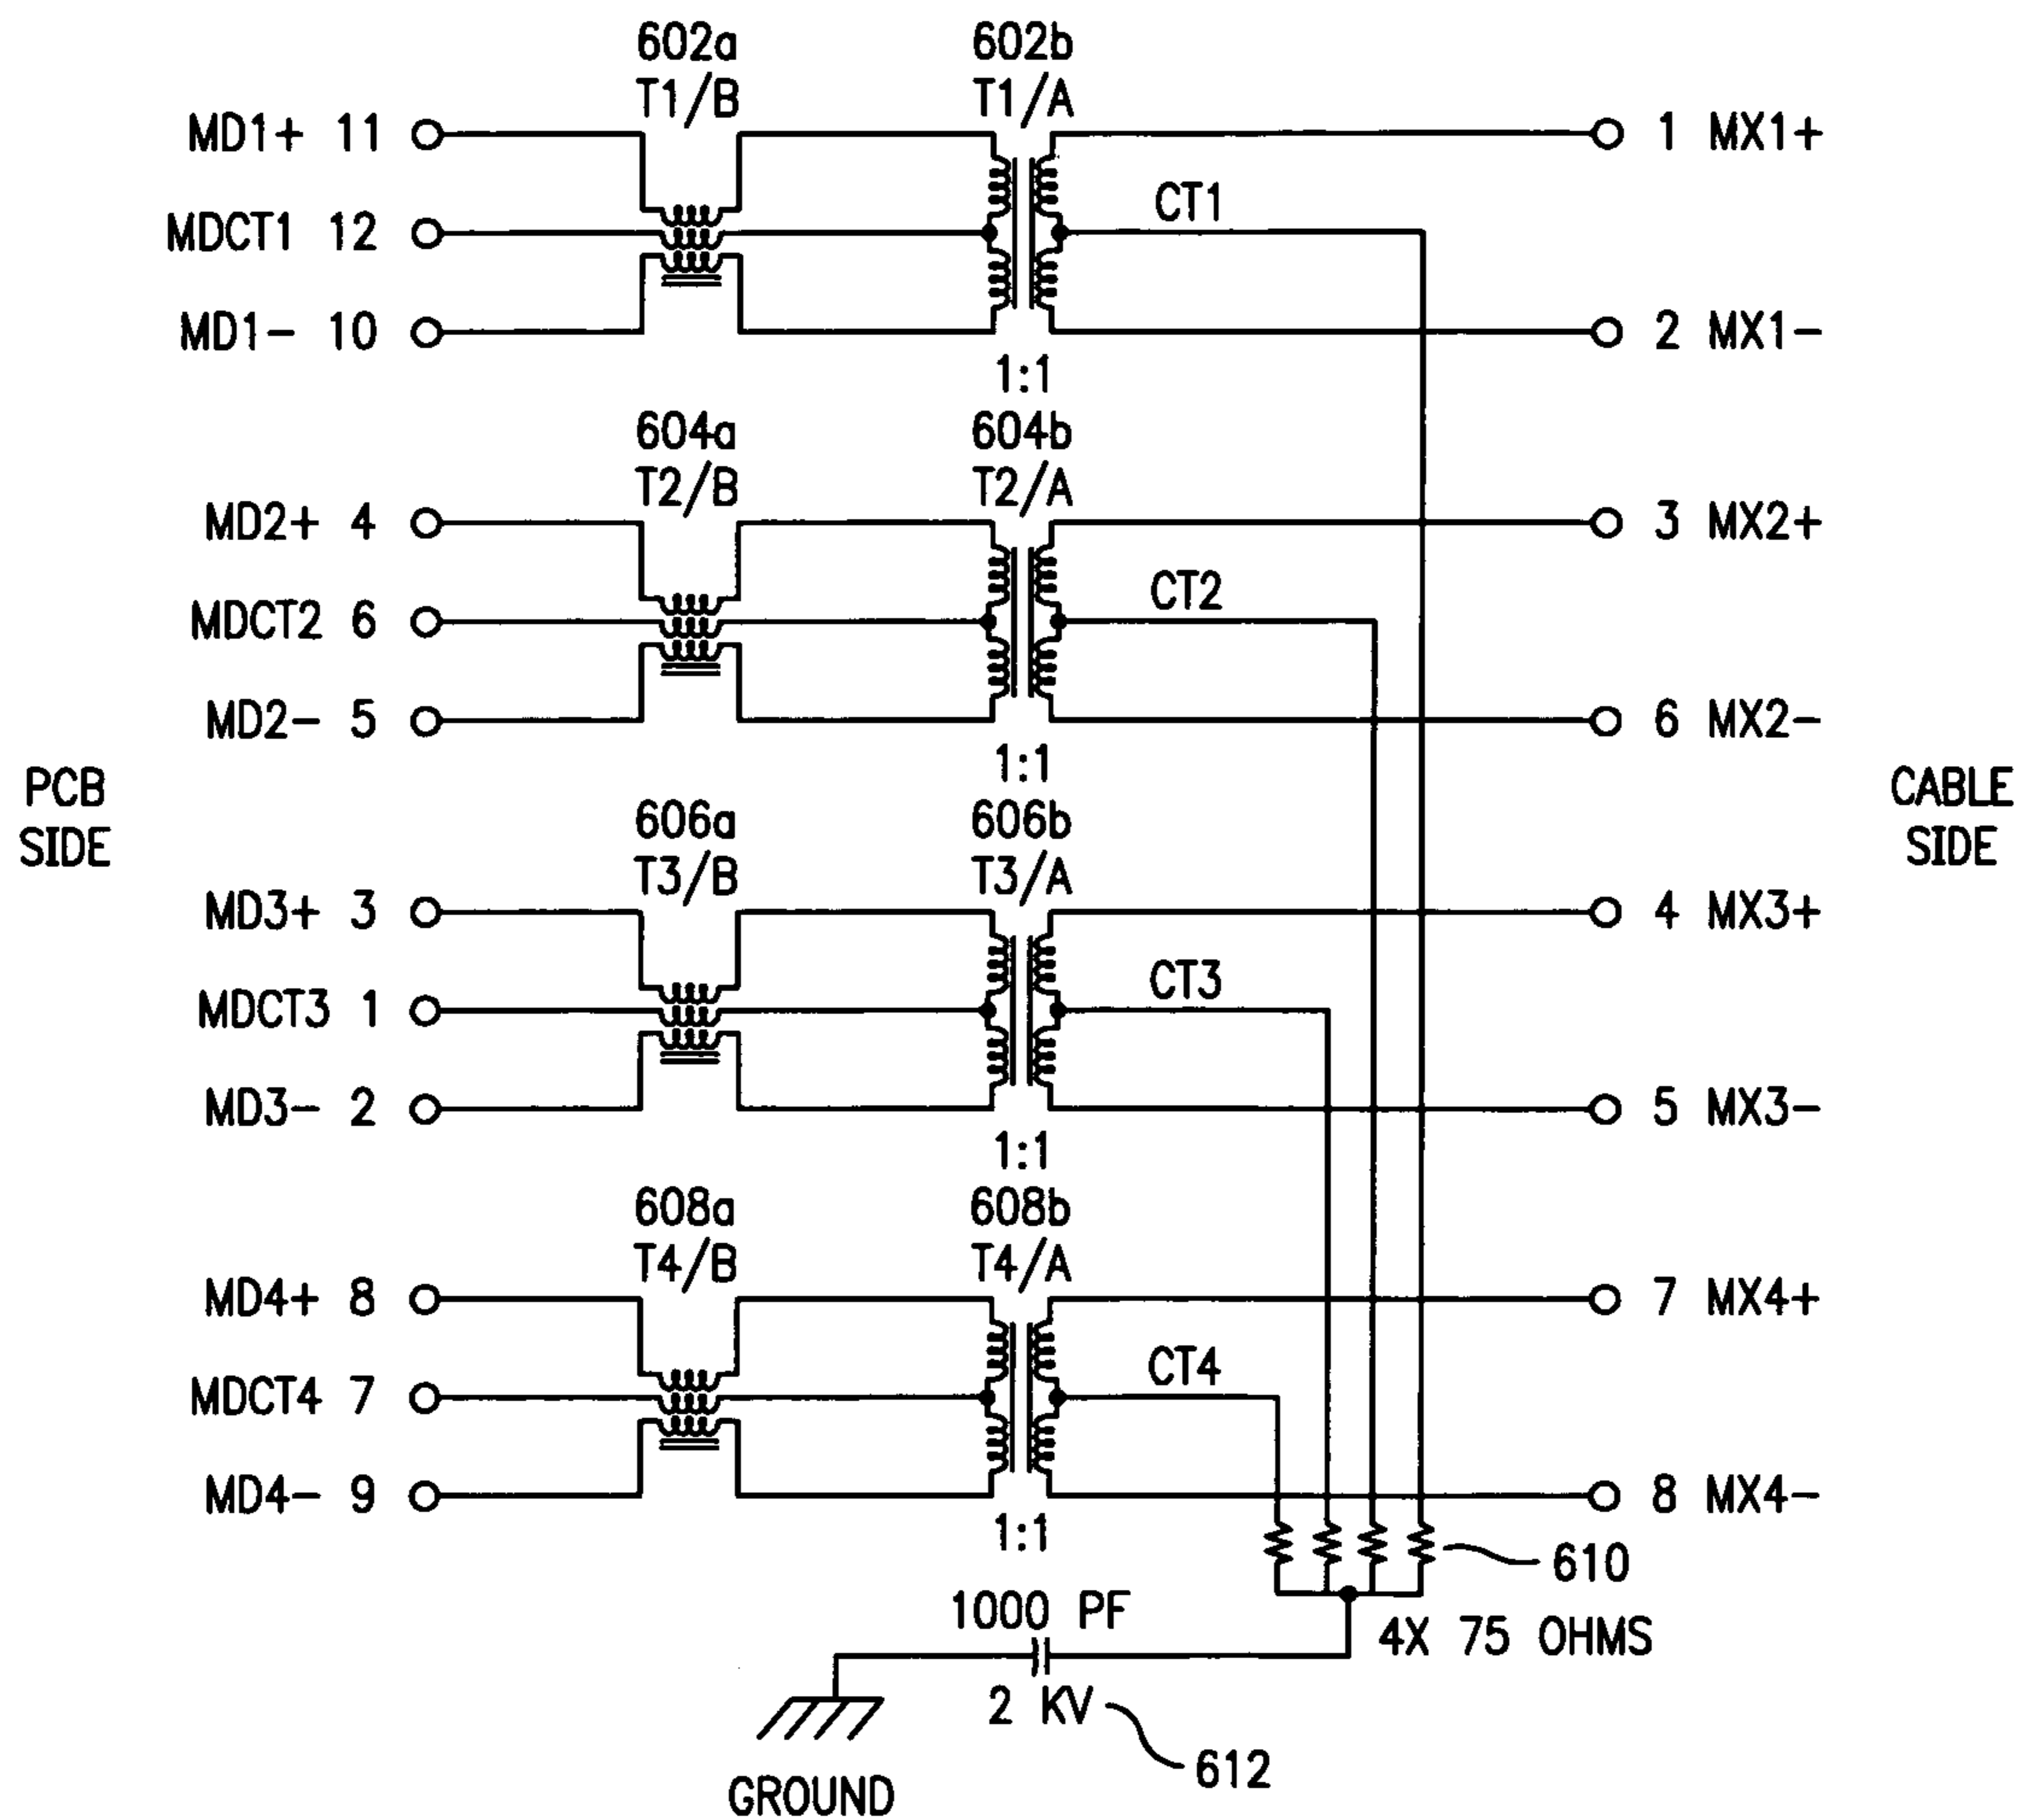 602a 602b
T1/B T1/A
MD1+ 11 1 MX1+
MDCT1 12 CT1
MD1- 10 2 MX1-
1:1
604a 604b
T2/B T2/A
MD2+ 4 3 MX2+
MDCT2 6 CT2
MD2- 5 6 MX2-
1:1
PCB
SIDE
CABLE
SIDE
606a 606b
T3/B T3/A
MD3+ 3 4 MX3+
MDCT3 1 CT3
MD3- 2 5 MX3-
1:1
608a 608b
T4/B T4/A
MD4+ 8 7 MX4+
MDCT4 7 CT4
MD4- 9 8 MX4-
1:1
610
1000 PF
4X 75 OHMS
2 KV
612
GROUND